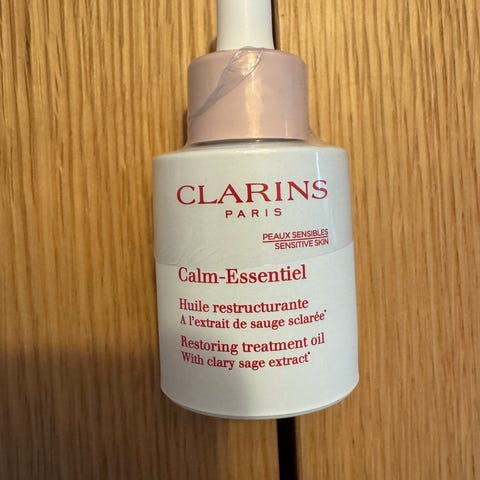 CLARINS
PARIS
PEAUX SENSIBLES
SENSITIVE SKIN
Calm-Essentiel
Huile restructurante
A l'extrait de sauge sclarée*
Restoring treatment oil
With clary sage extract*